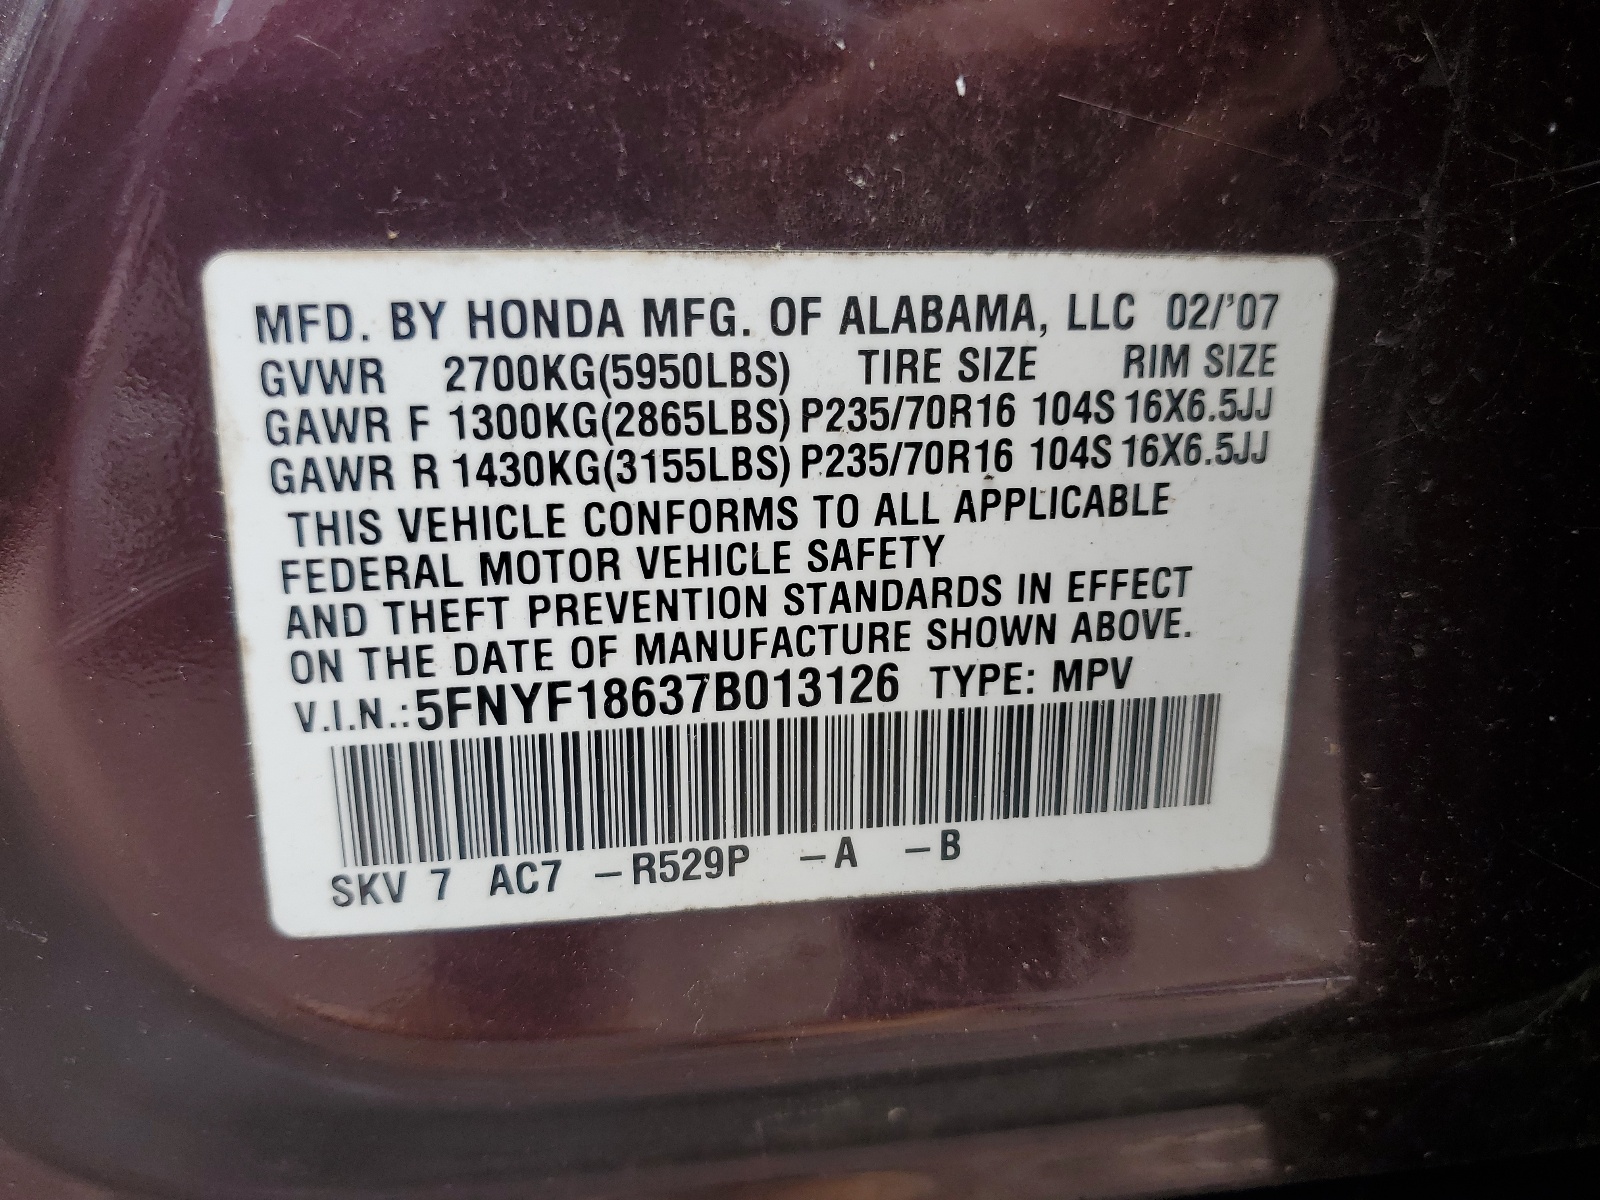 MFD. BY HONDA MFG. OF ALABAMA, LLC 02/'07
GVWR 2700KG(5950LBS) TIRE SIZE RIM SIZE
GAWR F 1300KG(2865LBS) P235/70R16 104S 16X6.5JJ
GAWR R 1430KG(3155LBS) P235/70R16 104S 16X6.5JJ
THIS VEHICLE CONFORMS TO ALL APPLICABLE
FEDERAL MOTOR VEHICLE SAFETY
AND THEFT PREVENTION STANDARDS IN EFFECT
ON THE DATE OF MANUFACTURE SHOWN ABOVE.
V.I.N.: 5FNYF18637B013126 TYPE: MPV
SKV 7 AC7 –R529P –A –B